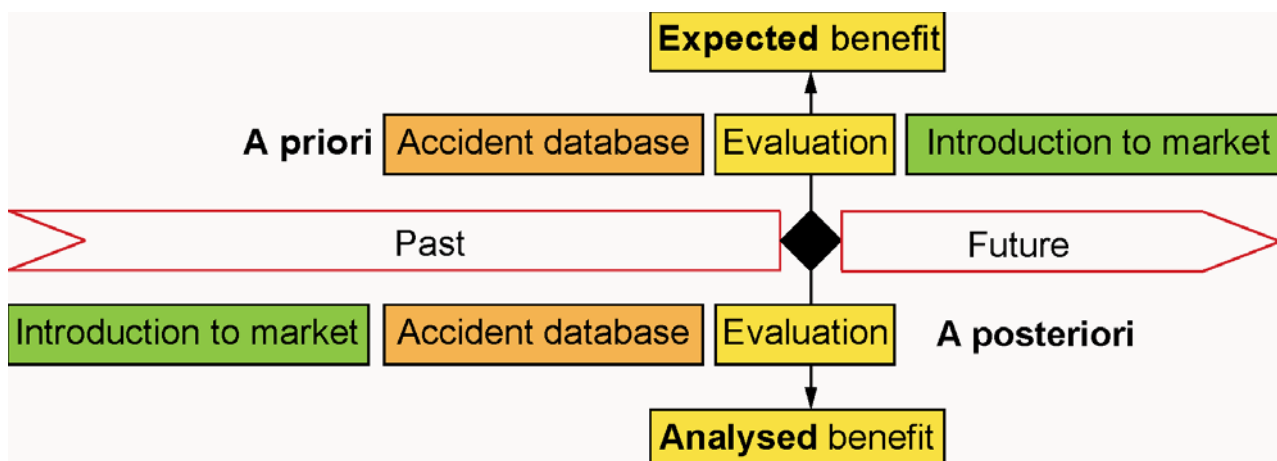 Expected benefit
A priori Accident database Evaluation Introduction to market
Past Future
Introduction to market Accident database Evaluation A posteriori
Analysed benefit